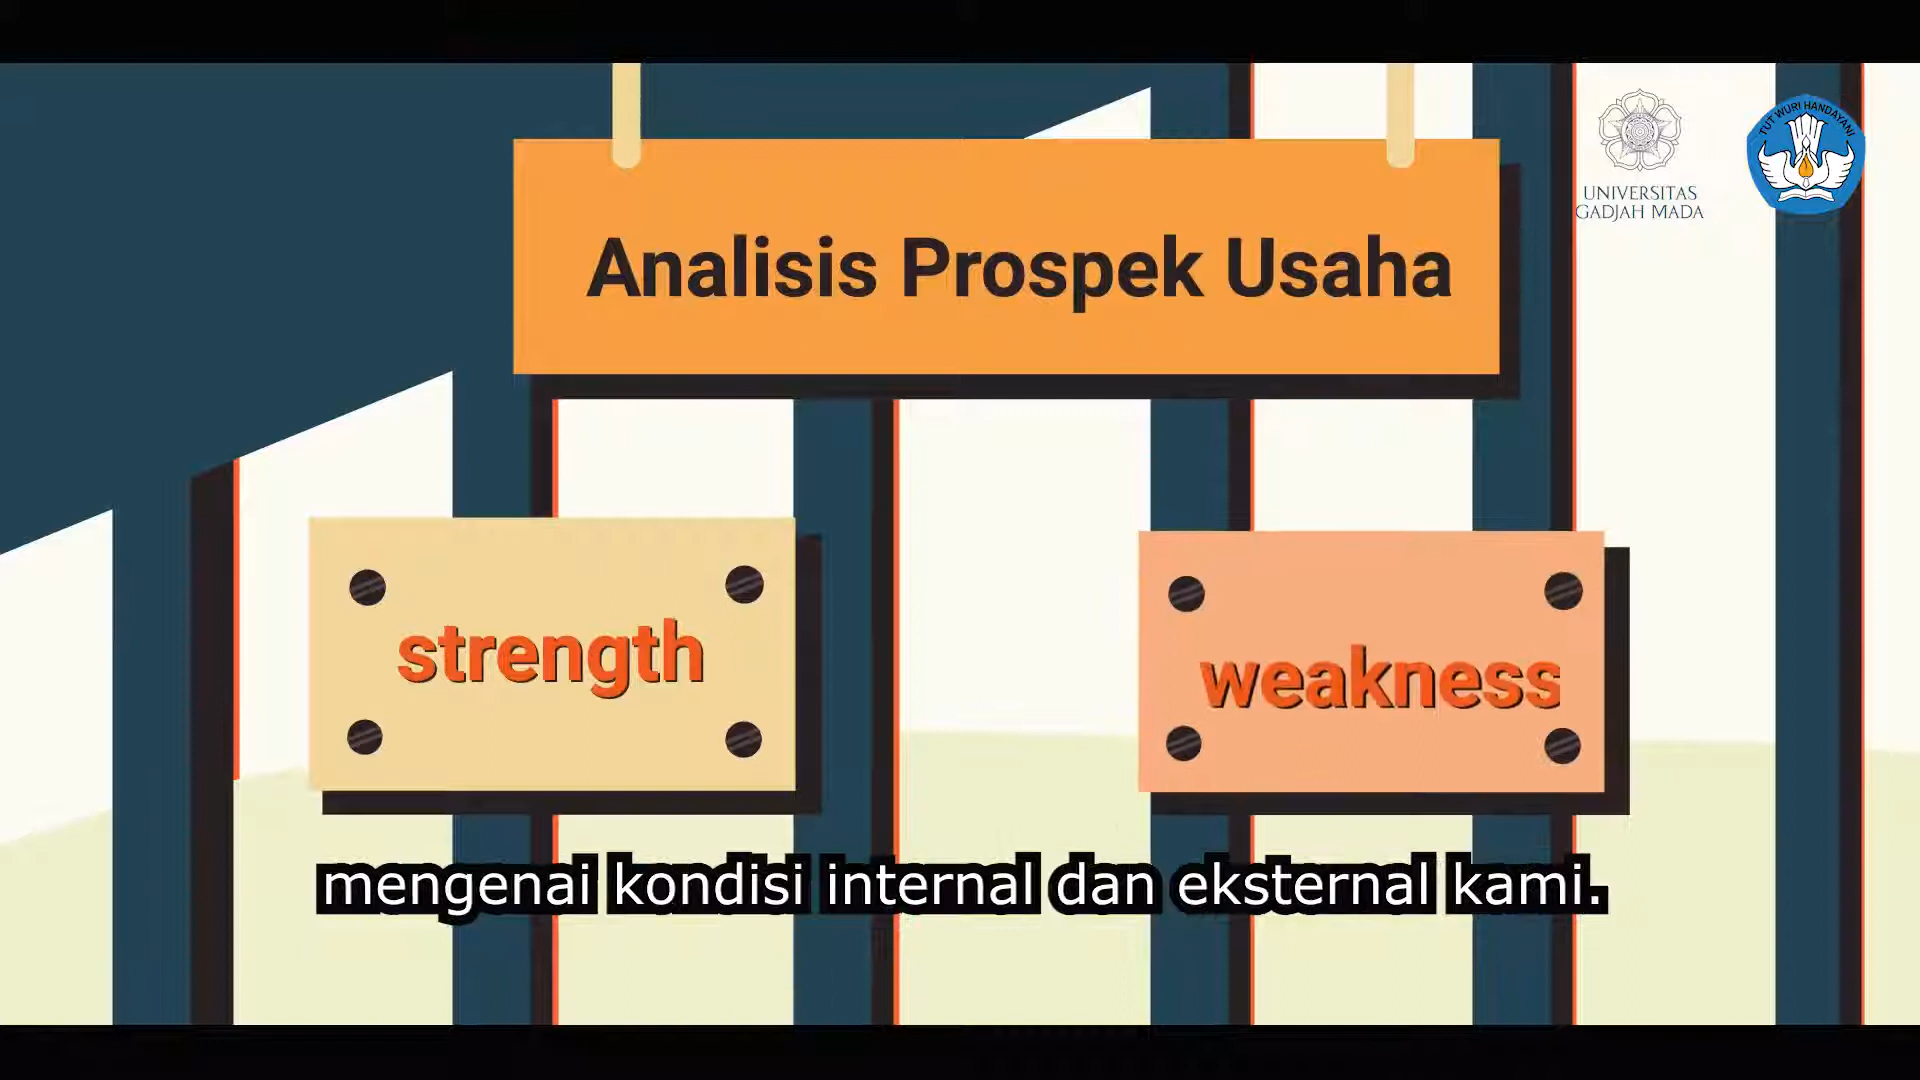 TUT WURI HANDAYANI
UNIVERSITAS
GADJAH MADA
Analisis Prospek Usaha
strength
weakness
mengenai kondisi internal dan eksternal kami.